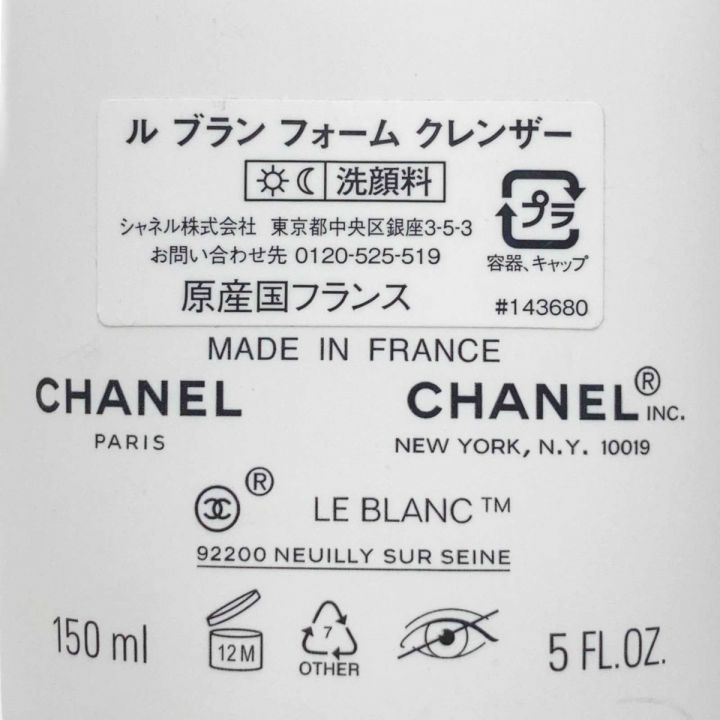 ル ブラン フォーム クレンザー
洗顔料
プラ
シャネル株式会社 東京都中央区銀座3-5-3
お問い合わせ先 0120-525-519
容器、キャップ
原産国フランス
#143680
MADE IN FRANCE
CHANEL
CHANEL® INC.
PARIS
NEW YORK, N.Y. 10019
®
LE BLANC™
92200 NEUILLY SUR SEINE
150 ml
12 M
7
OTHER
5 FL.OZ.